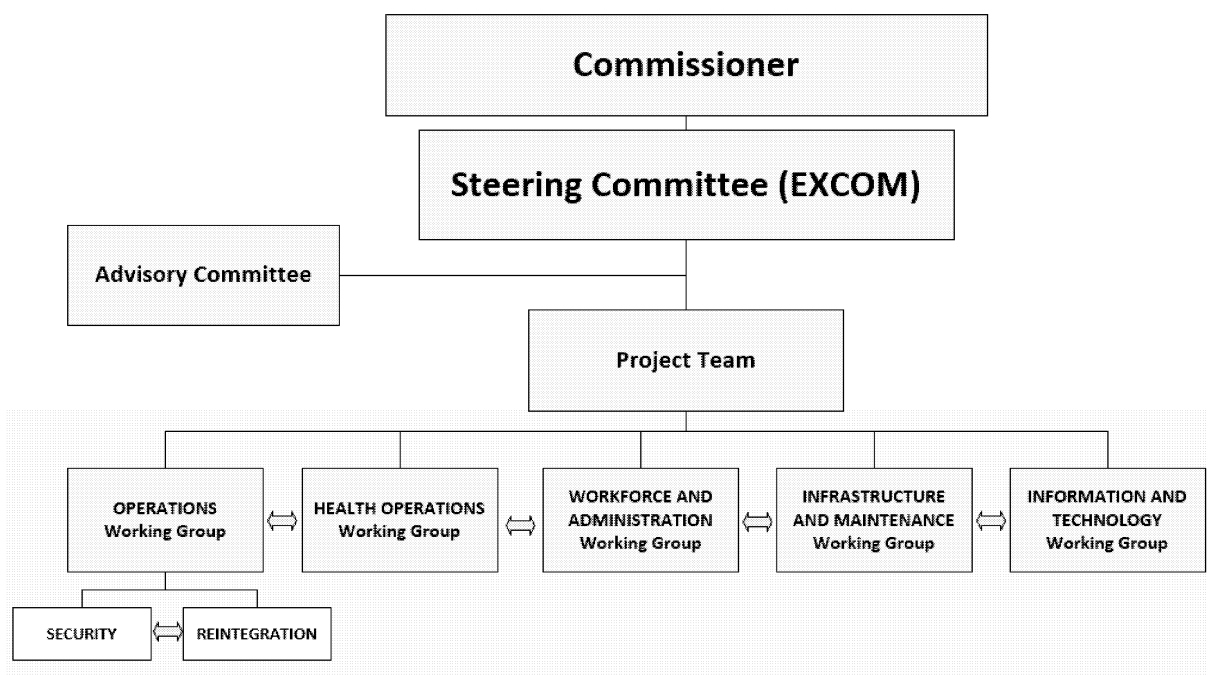 Commissioner
Steering Committee (EXCOM)
Advisory Committee
Project Team
OPERATIONS
Working Group
HEALTH OPERATIONS
Working Group
WORKFORCE AND
ADMINISTRATION
Working Group
INFRASTRUCTURE
AND MAINTENANCE
Working Group
INFORMATION AND
TECHNOLOGY
Working Group
SECURITY
REINTEGRATION